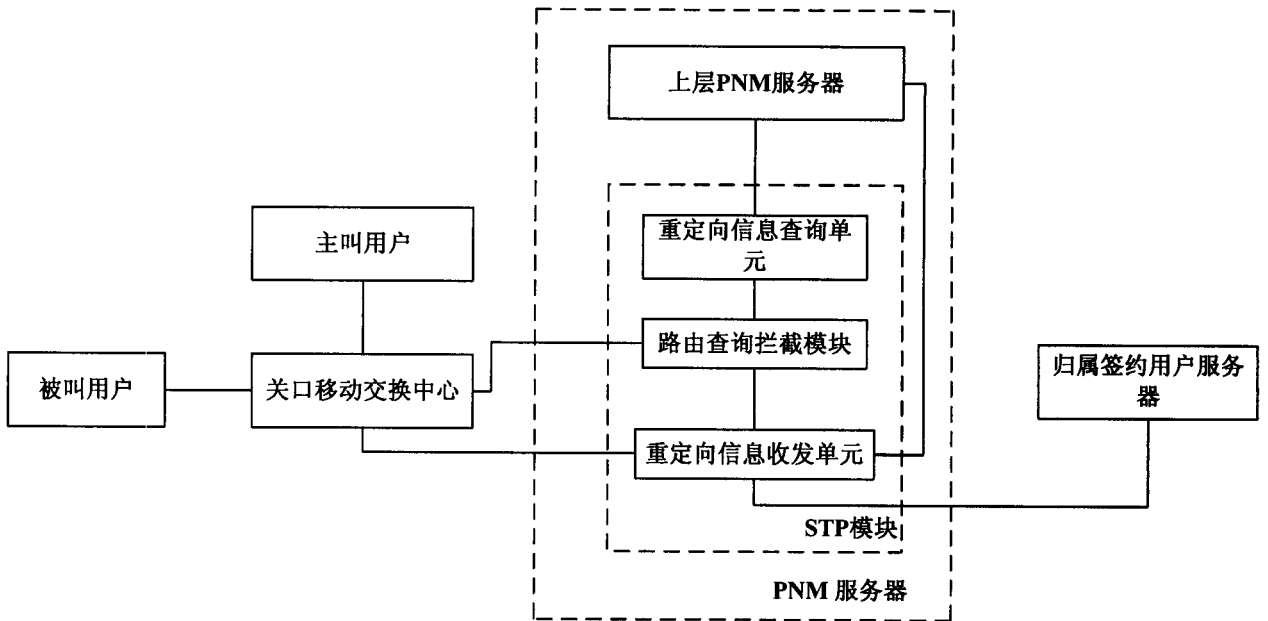 上层PNM服务器
重定向信息查询单
元
主叫用户
路由查询拦截模块
被叫用户
关口移动交换中心
归属签约用户服务
器
重定向信息收发单元
STP模块
PNM 服务器